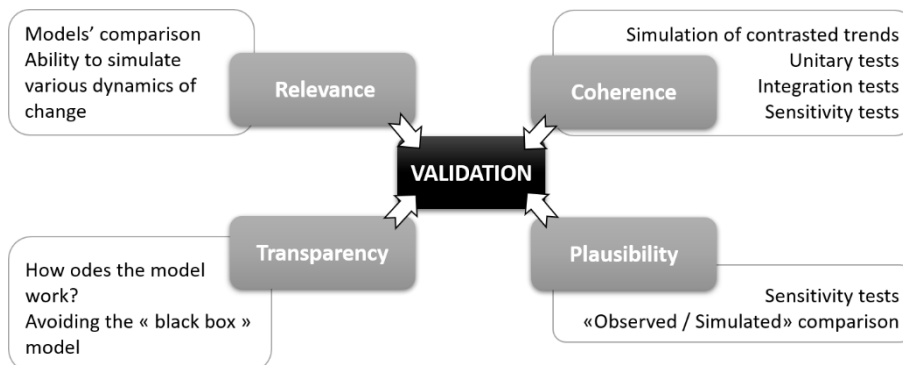 Models’ comparison
Ability to simulate
various dynamics of
change
Relevance
Simulation of contrasted trends
Unitary tests
Integration tests
Sensitivity tests
Coherence
VALIDATION
Transparency
How odes the model
work?
Avoiding the « black box »
model
Plausibility
Sensitivity tests
«Observed / Simulated» comparison